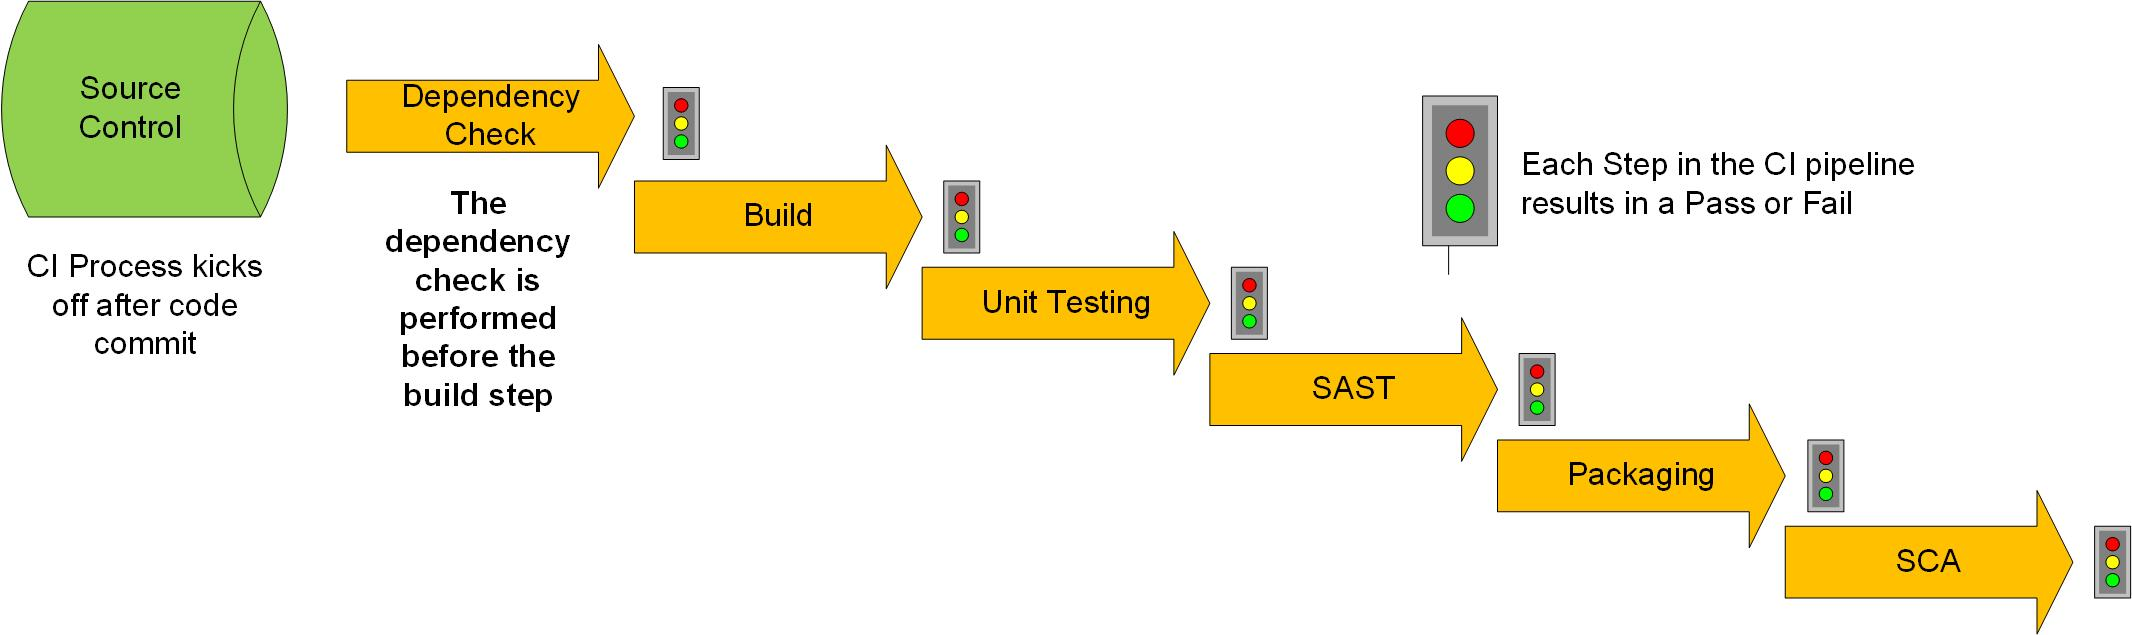 Source
Control
CI Process kicks
off after code
commit
Dependency
Check
The
dependency
check is
performed
before the
build step
Build
Unit Testing
SAST
Packaging
SCA
Each Step in the CI pipeline
results in a Pass or Fail